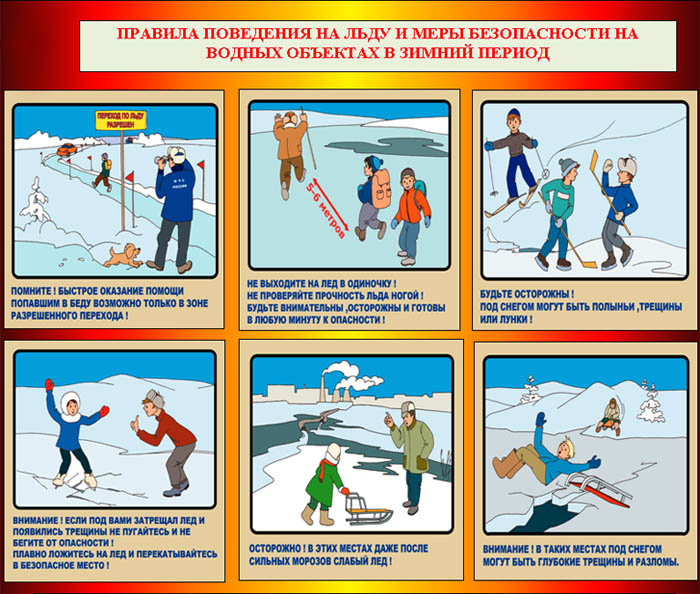 ПРАВИЛА ПОВЕДЕНИЯ НА ЛЬДУ И МЕРЫ БЕЗОПАСНОСТИ НА
ВОДНЫХ ОБЪЕКТАХ В ЗИМНИЙ ПЕРИОД
ПЕРЕХОД ПО ЛЬДУ
РАЗРЕШЕН
МЧС
РОССИИ
ПОМНИТЕ ! БЫСТРОЕ ОКАЗАНИЕ ПОМОЩИ
ПОПАВШИМ В БЕДУ ВОЗМОЖНО ТОЛЬКО В ЗОНЕ
РАЗРЕШЕННОГО ПЕРЕХОДА !
5-6 метров
НЕ ВЫХОДИТЕ НА ЛЕД В ОДИНОЧКУ !
НЕ ПРОВЕРЯЙТЕ ПРОЧНОСТЬ ЛЬДА НОГОЙ !
БУДЬТЕ ВНИМАТЕЛЬНЫ ,ОСТОРОЖНЫ И ГОТОВЫ
В ЛЮБУЮ МИНУТУ К ОПАСНОСТИ !
БУДЬТЕ ОСТОРОЖНЫ !
ПОД СНЕГОМ МОГУТ БЫТЬ ПОЛЫНЬИ ,ТРЕЩИНЫ
ИЛИ ЛУНКИ !
ВНИМАНИЕ ! ЕСЛИ ПОД ВАМИ ЗАТРЕЩАЛ ЛЕД И
ПОЯВИЛИСЬ ТРЕЩИНЫ НЕ ПУГАЙТЕСЬ И НЕ
БЕГИТЕ ОТ ОПАСНОСТИ !
ПЛАВНО ЛОЖИТЕСЬ НА ЛЕД И ПЕРЕКАТЫВАЙТЕСЬ
В БЕЗОПАСНОЕ МЕСТО !
ОСТОРОЖНО ! В ЭТИХ МЕСТАХ ДАЖЕ ПОСЛЕ
СИЛЬНЫХ МОРОЗОВ СЛАБЫЙ ЛЕД !
ВНИМАНИЕ ! В ТАКИХ МЕСТАХ ПОД СНЕГОМ
МОГУТ БЫТЬ ГЛУБОКИЕ ТРЕЩИНЫ И РАЗЛОМЫ.